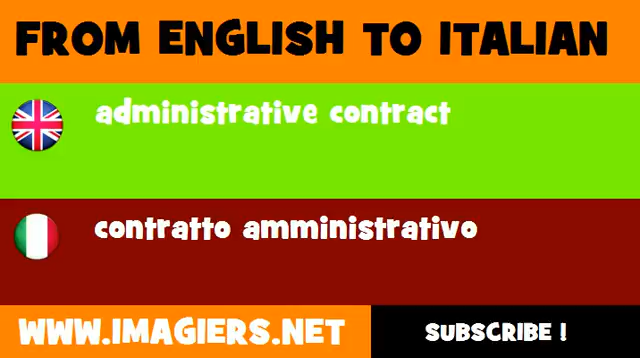 FROM ENGLISH TO ITALIAN
administrative contract
contratto amministrativo
WWW.IMAGIERS.NET
SUBSCRIBE !